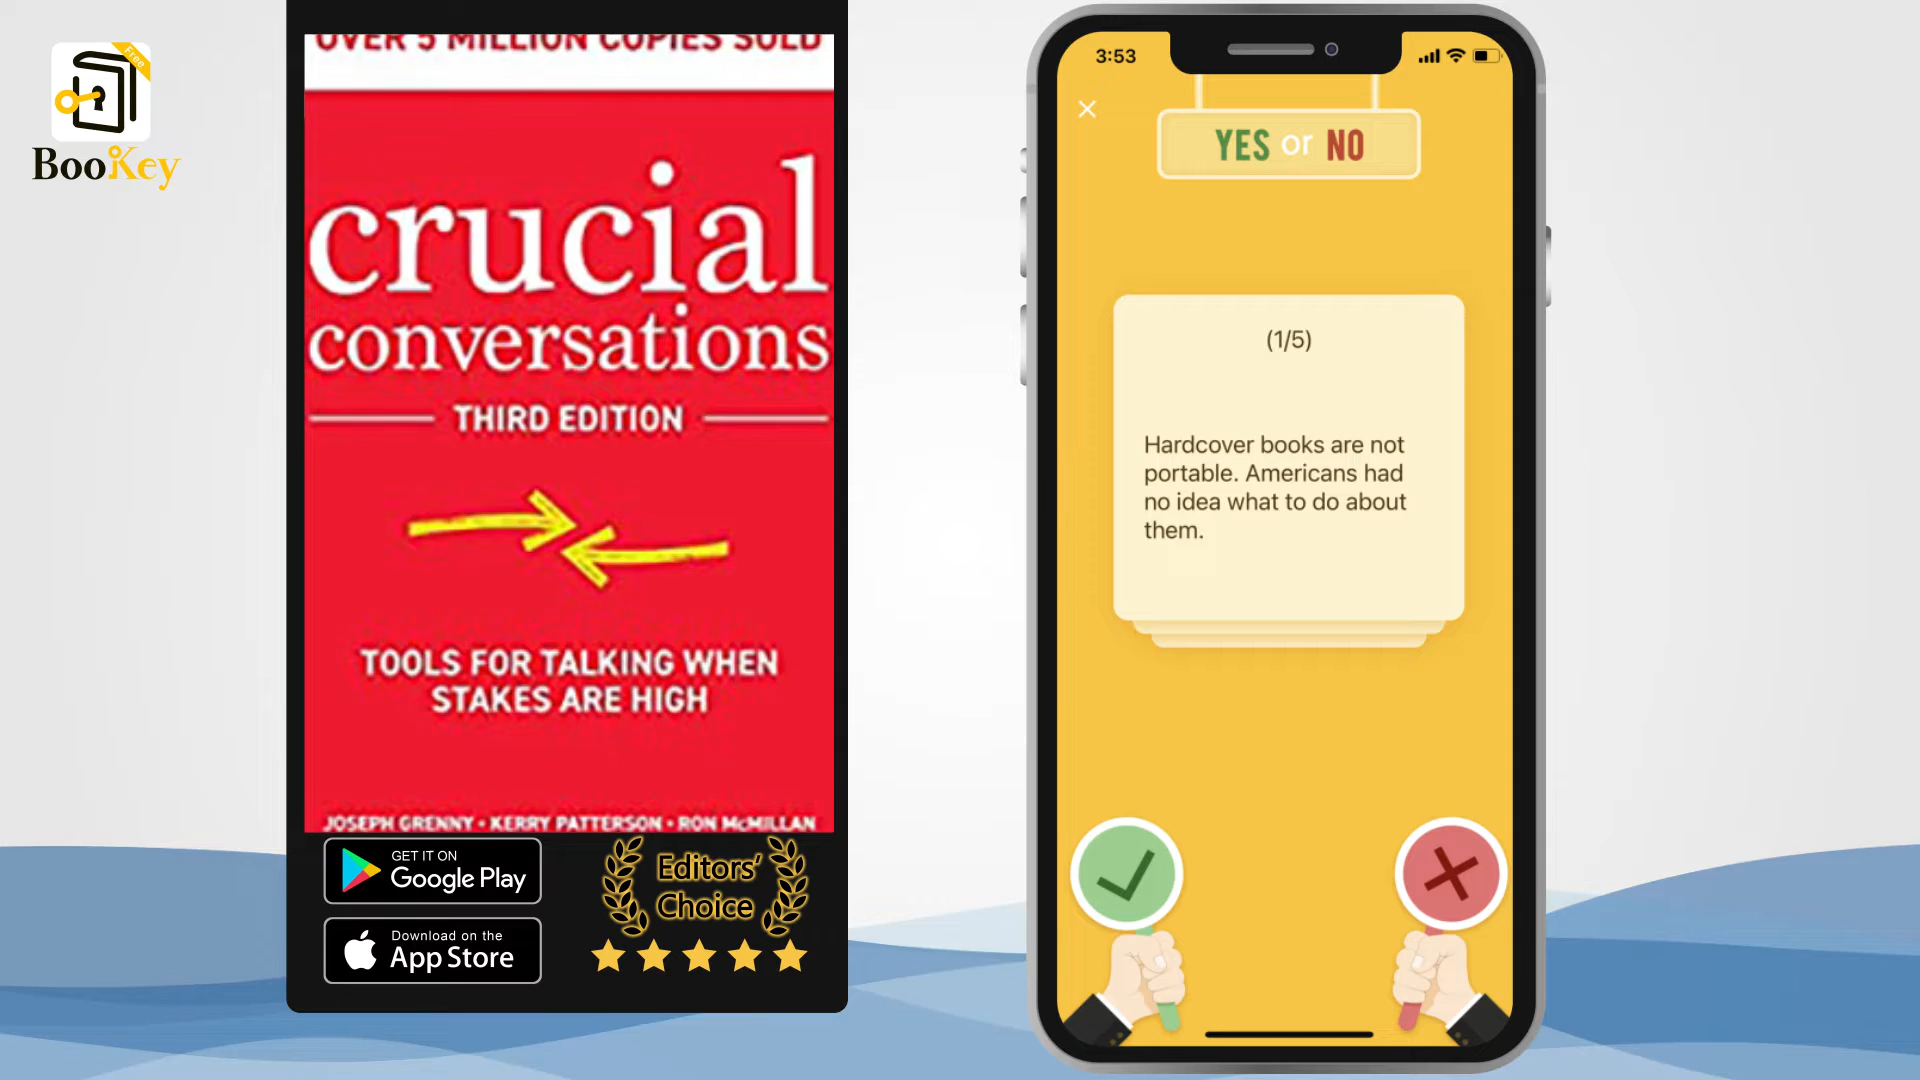 Free
BooKey
OVER 5 MILLION COPIES SOLD
crucial
conversations
THIRD EDITION
TOOLS FOR TALKING WHEN
STAKES ARE HIGH
JOSEPH GRENNY • KERRY PATTERSON • RON McMILLAN
GET IT ON
Google Play
Download on the
App Store
Editors’
Choice
3:53
YES or NO
(1/5)
Hardcover books are not
portable. Americans had
no idea what to do about
them.